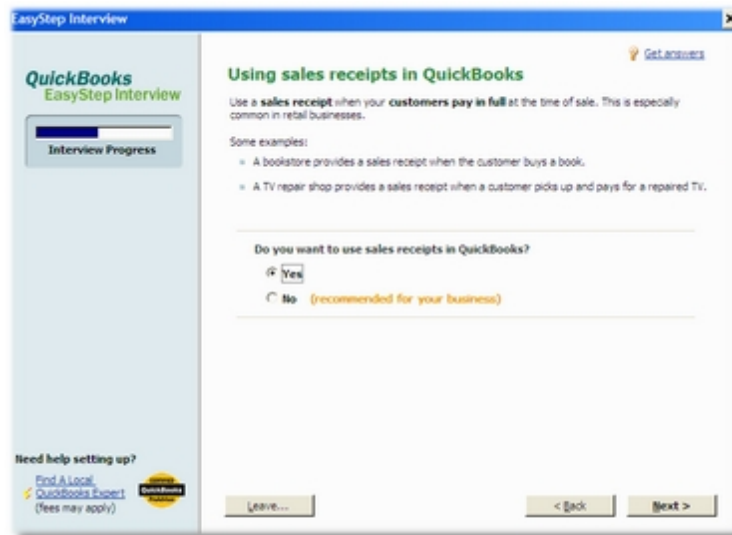 EasyStep Interview
Get answers
QuickBooks
EasyStep Interview
Interview Progress
Using sales receipts in QuickBooks
Use a sales receipt when your customers pay in full at the time of sale. This is especially
common in retail businesses.
Some examples:
A bookstore provides a sales receipt when the customer buys a book.
A TV repair shop provides a sales receipt when a customer picks up and pays for a repaired TV.
Do you want to use sales receipts in QuickBooks?
Yes
No (recommended for your business)
Need help setting up?
Find A Local
QuickBooks Expert
(fees may apply)
QuickBooks
Leave...
< Back
Next >